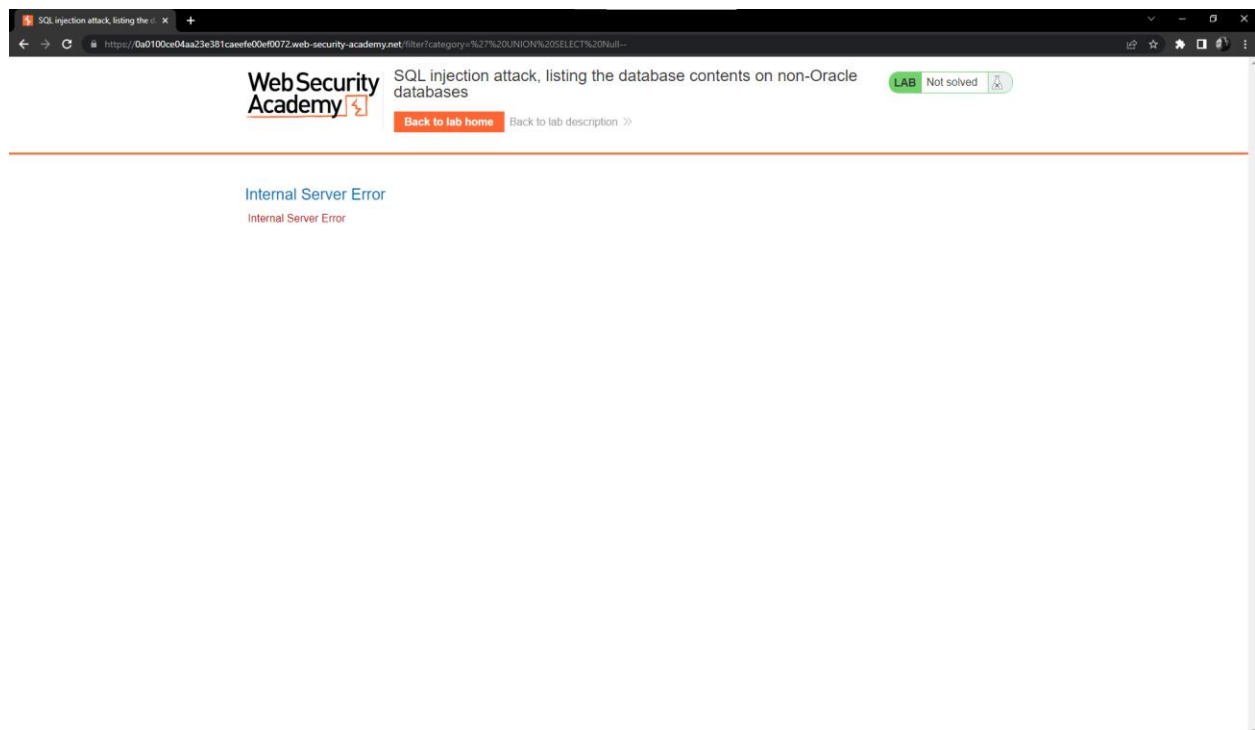 SQL injection attack, listing the d
https://0a0100ce04aa23e381caeefe00ef0072.web-security-academy.net/filter?category=%27%20UNION%20SELECT%20Null--
WebSecurity
Academy
SQL injection attack, listing the database contents on non-Oracle
databases
LAB Not solved
Back to lab home Back to lab description
Internal Server Error
Internal Server Error